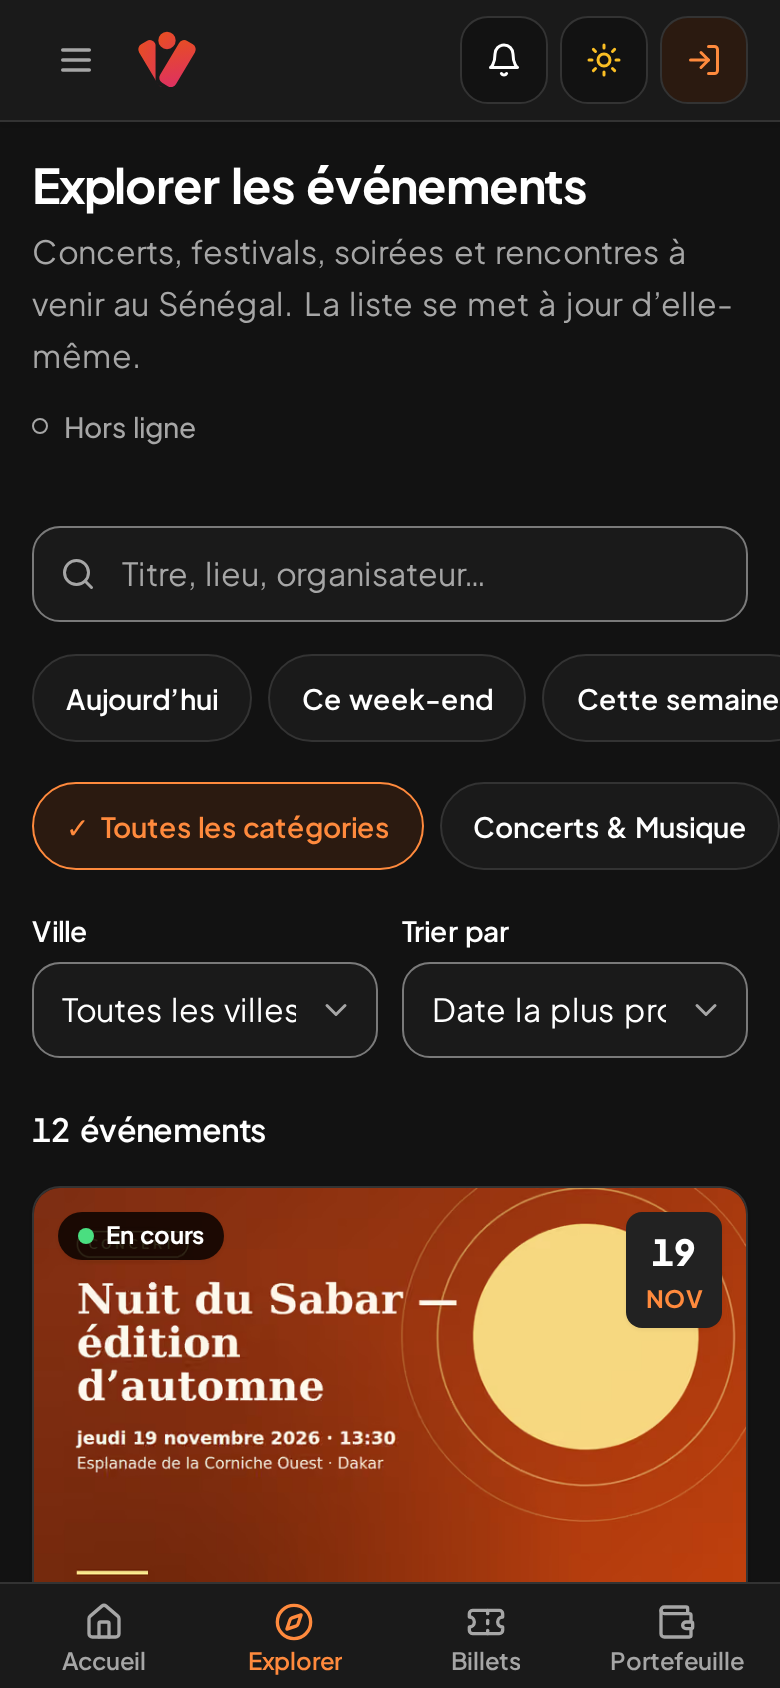 Explorer les événements
Concerts, festivals, soirées et rencontres à
venir au Sénégal. La liste se met à jour d’elle-
même.
Hors ligne
Titre, lieu, organisateur…
Aujourd’hui
Ce week-end
Cette semaine
✓ Toutes les catégories
Concerts & Musique
Ville
Trier par
Toutes les villes
Date la plus pro
12 événements
En cours
19
NOV
Nuit du Sabar —
édition
d’automne
jeudi 19 novembre 2026 · 13:30
Esplanade de la Corniche Ouest · Dakar
Accueil
Explorer
Billets
Portefeuille